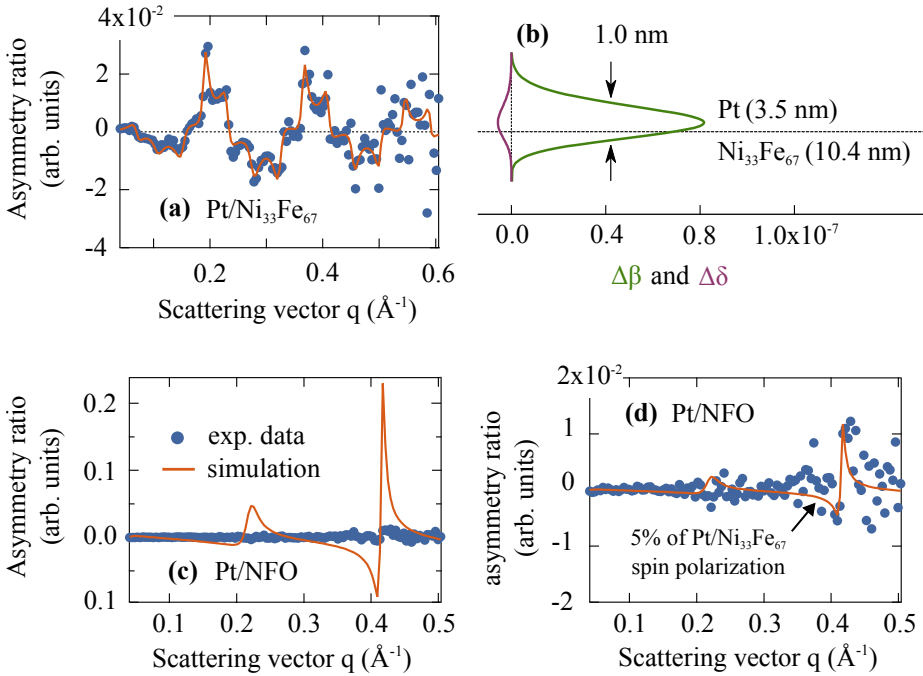 4x10⁻²
2
0
-2
-4
Asymmetry ratio
(arb. units)
(a) Pt/Ni₃₃Fe₆₇
0.2 0.4 0.6
Scattering vector q (Å⁻¹)
(b)
1.0 nm
Pt (3.5 nm)
Ni₃₃Fe₆₇ (10.4 nm)
0.0 0.4 0.8 1.0x10⁻⁷
Δβ and Δδ
0.2
0.1
0.0
0.1
Asymmetry ratio
(arb. units)
exp. data
simulation
(c) Pt/NFO
0.1 0.2 0.3 0.4 0.5
Scattering vector q (Å⁻¹)
2x10⁻²
1
0
-1
-2
asymmetry ratio
(arb. units)
(d) Pt/NFO
5% of Pt/Ni₃₃Fe₆₇
spin polarization
0.1 0.2 0.3 0.4 0.5
Scattering vector q (Å⁻¹)